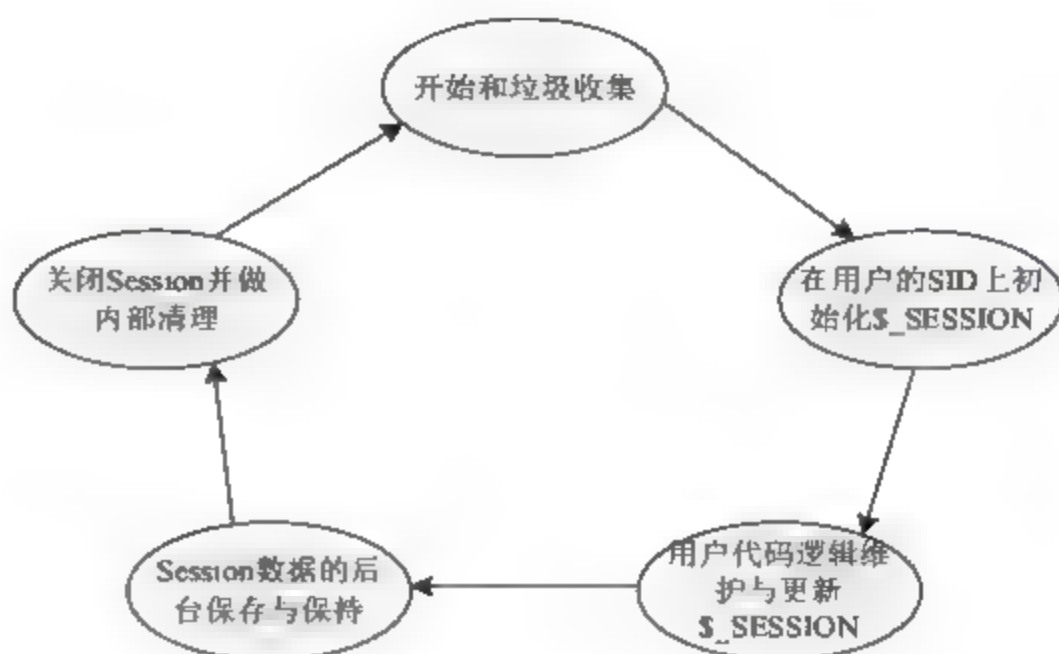 开始和垃圾收集
关闭Session并做
内部清理
在用户的SID上初
始化$_SESSION
Session数据的后
台保存与保持
用户代码逻辑维
护与更新
$_SESSION